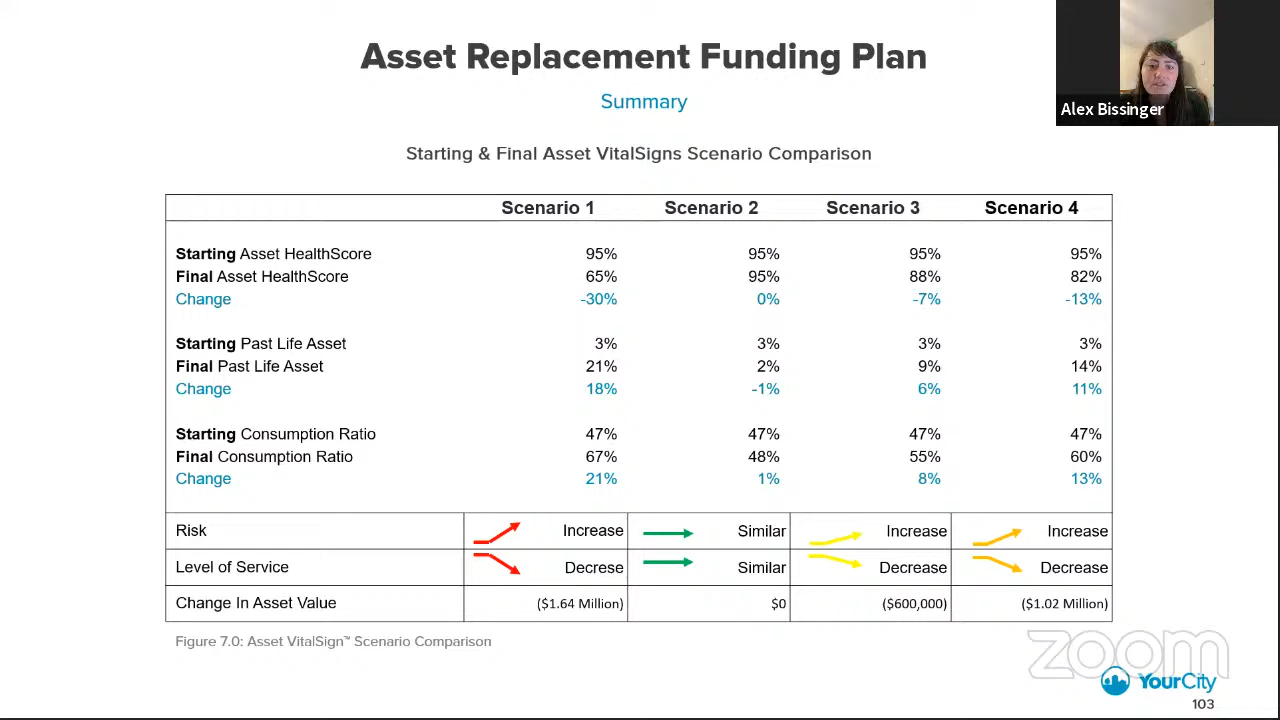 Asset Replacement Funding Plan
Summary
Alex Bissinger
Starting & Final Asset VitalSigns Scenario Comparison
Scenario 1 Scenario 2 Scenario 3 Scenario 4
Starting Asset HealthScore 95% 95% 95% 95%
Final Asset HealthScore 65% 95% 88% 82%
Change -30% 0% -7% -13%
Starting Past Life Asset 3% 3% 3% 3%
Final Past Life Asset 21% 2% 9% 14%
Change 18% -1% 6% 11%
Starting Consumption Ratio 47% 47% 47% 47%
Final Consumption Ratio 67% 48% 55% 60%
Change 21% 1% 8% 13%
Risk Increase Similar Increase Increase
Level of Service Decrese Similar Decrease Decrease
Change In Asset Value ($1.64 Million) $0 ($600,000) ($1.02 Million)
Figure 7.0: Asset VitalSign™ Scenario Comparison
zoom
YourCity
103